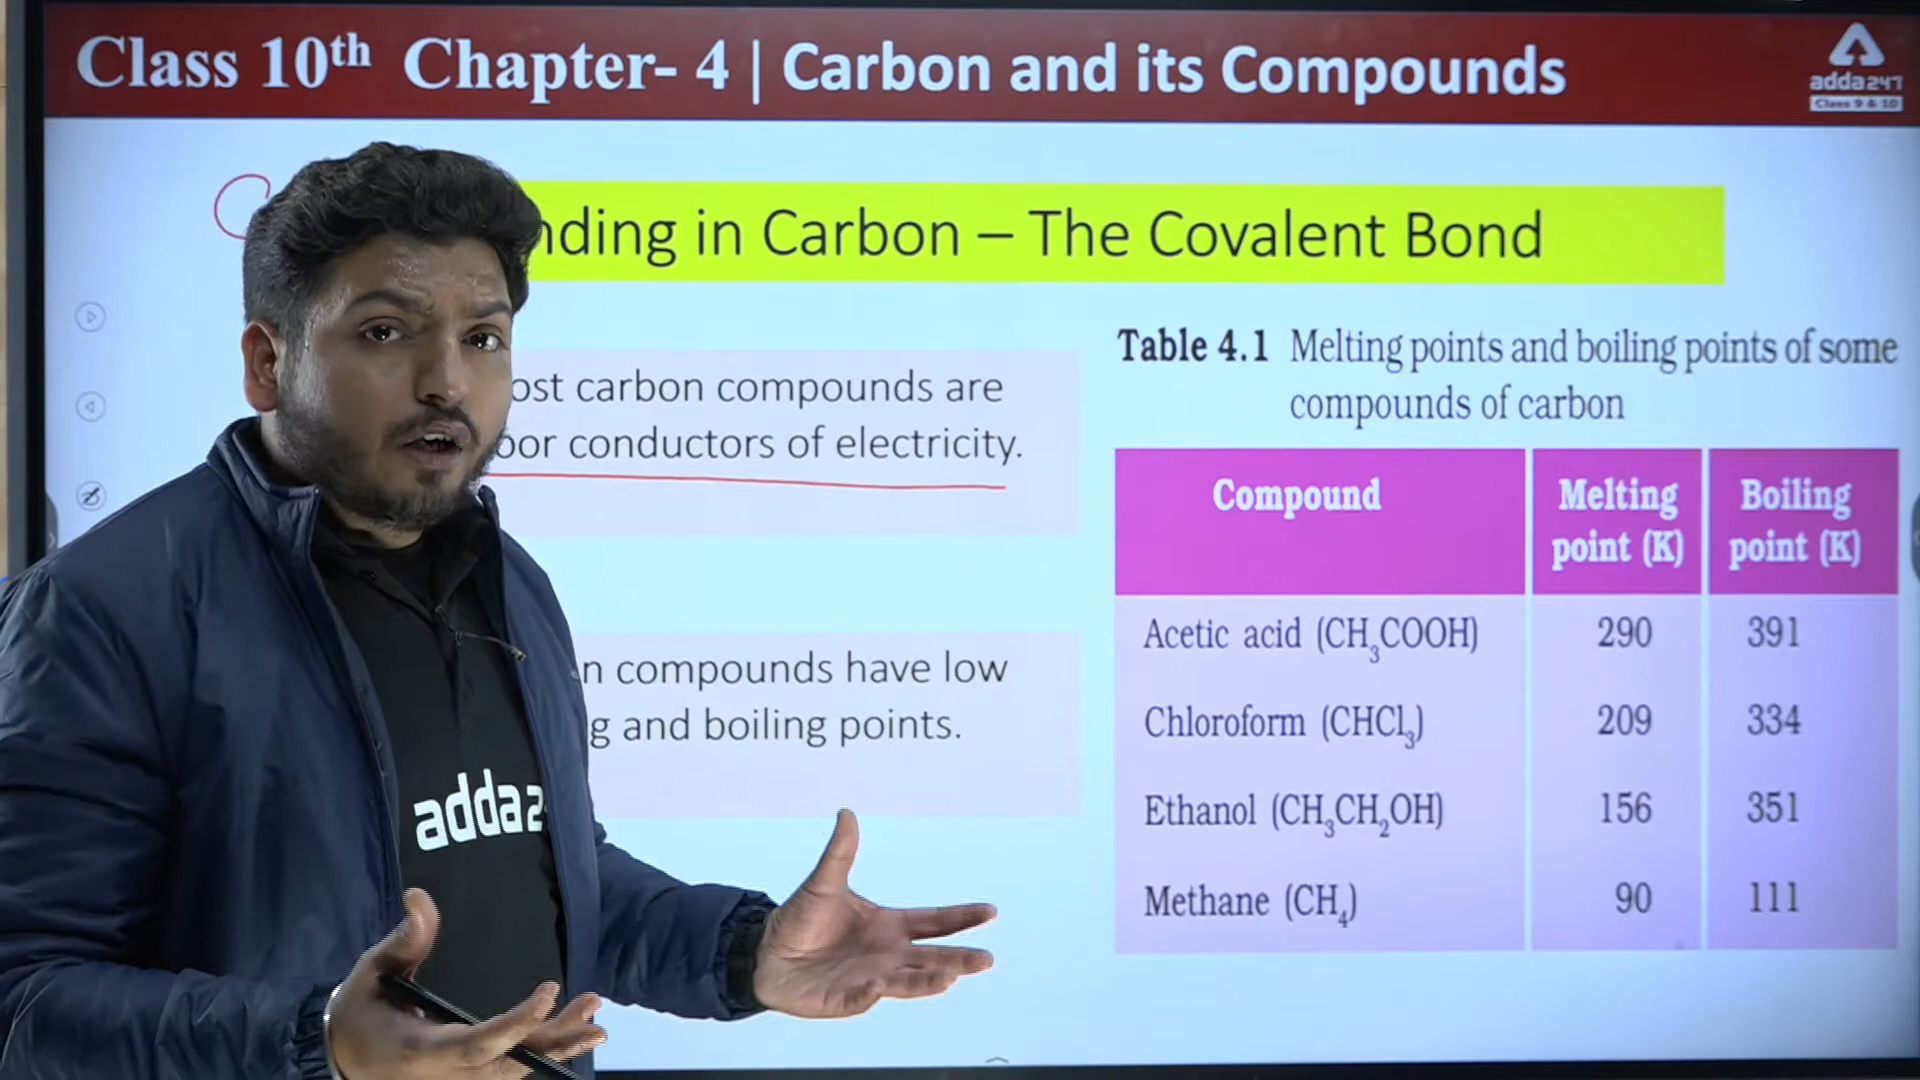 Class 10th Chapter- 4 | Carbon and its Compounds
adda247
Class 9 & 10
in Carbon – The Covalent Bond
carbon compounds are
conductors of electricity.
compounds have low
and boiling points.
Table 4.1 Melting points and boiling points of some
compounds of carbon
Compound Melting point (K) Boiling point (K)
Acetic acid (CH₃COOH) 290 391
Chloroform (CHCl₃) 209 334
Ethanol (CH₃CH₂OH) 156 351
Methane (CH₄) 90 111
adda2